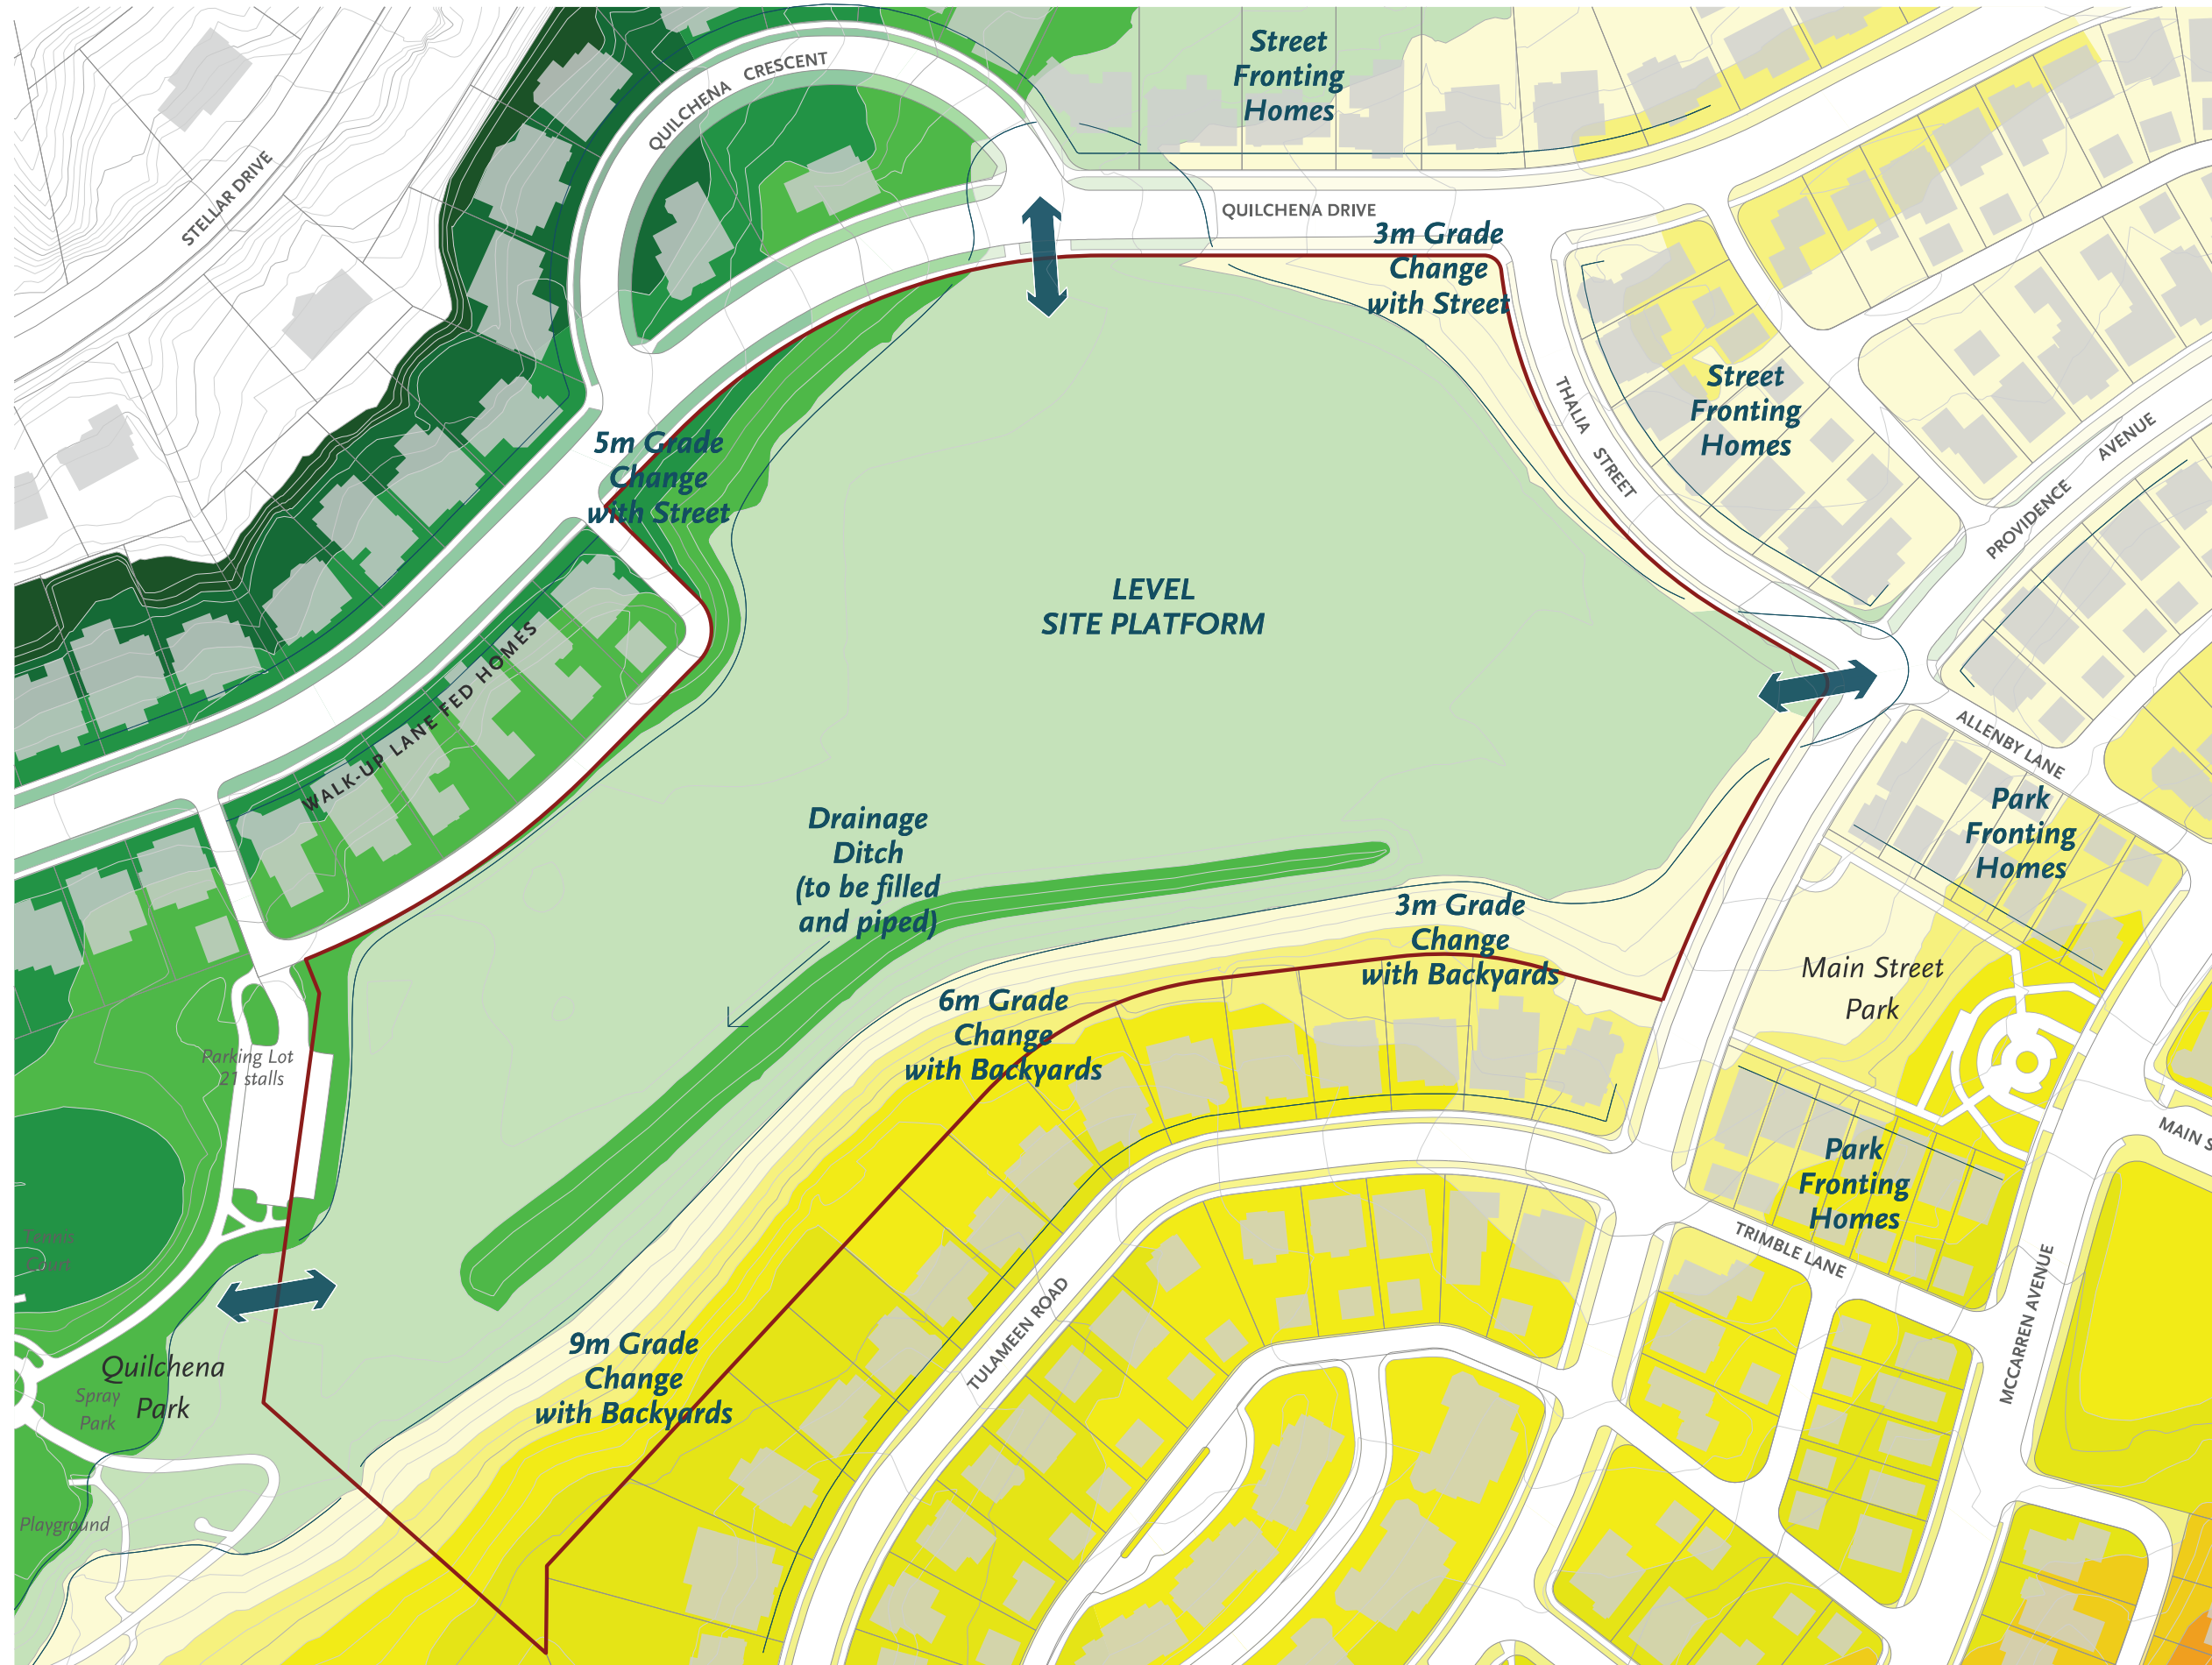 Street
Fronting
Homes
QUILCHENA CRESCENT
STELLAR DRIVE
QUILCHENA DRIVE
3m Grade
Change
with Street
THALIA STREET
Street
Fronting
Homes
PROVIDENCE AVENUE
5m Grade
Change
with Street
LEVEL
SITE PLATFORM
WALK-UP LANE FED HOMES
ALLENBY LANE
Park
Fronting
Homes
Drainage
Ditch
(to be filled
and piped)
3m Grade
Change
with Backyards
Main Street
Park
6m Grade
Change
with Backyards
Parking Lot
21 stalls
MAIN S
Park
Fronting
Homes
TRIMBLE LANE
Tennis
Court
MCCARREN AVENUE
TULAMEEN ROAD
9m Grade
Change
with Backyards
Quilchena
Park
Spray
Park
Playground